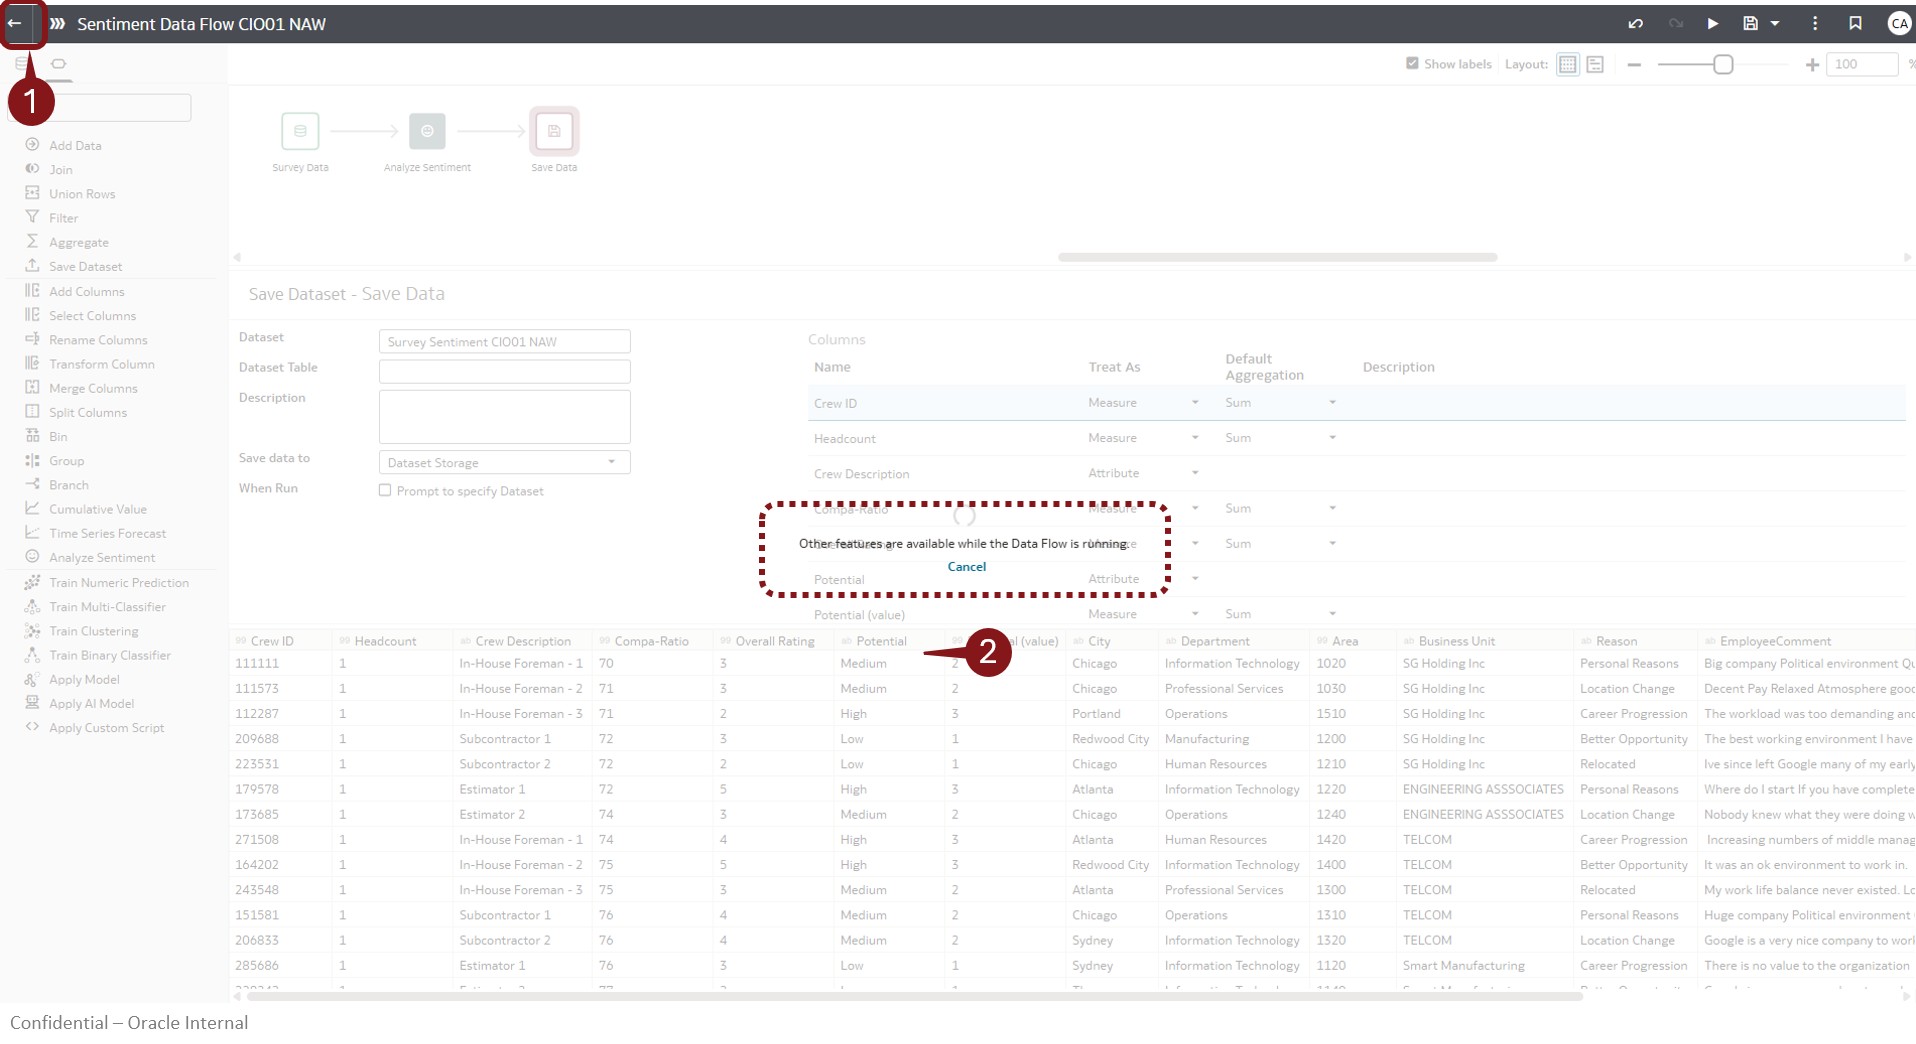 Sentiment Data Flow CIO01 NAW
CA
1
Show labels Layout: 100 %
Add Data
Join
Union Rows
Filter
Aggregate
Save Dataset
Add Columns
Select Columns
Rename Columns
Transform Column
Merge Columns
Split Columns
Bin
Group
Branch
Cumulative Value
Time Series Forecast
Analyze Sentiment
Train Numeric Prediction
Train Multi-Classifier
Train Clustering
Train Binary Classifier
Apply Model
Apply AI Model
Apply Custom Script
Survey Data Analyze Sentiment Save Data
Save Dataset - Save Data
Dataset Survey Sentiment CIO01 NAW
Dataset Table
Description
Save data to Dataset Storage
When Run Prompt to specify Dataset
Columns
Name Treat As Default Aggregation Description
Crew ID Measure Sum
Headcount Measure Sum
Crew Description Attribute
Compa-Ratio Measure Sum
Other features are available while the Data Flow is running.
Sum
Cancel
Potential Attribute
Potential (value) Measure Sum
2
99 Crew ID 99 Headcount ab Crew Description 99 Compa-Ratio 99 Overall Rating ab Potential 99 (value) ab City ab Department 99 Area ab Business Unit ab Reason ab EmployeeComment
111111 1 In-House Foreman - 1 70 3 Medium 2 Chicago Information Technology 1020 SG Holding Inc Personal Reasons Big company Political environment Qu
111573 1 In-House Foreman - 2 71 3 Medium 2 Chicago Professional Services 1030 SG Holding Inc Location Change Decent Pay Relaxed Atmosphere good
112287 1 In-House Foreman - 3 71 2 High 3 Portland Operations 1510 SG Holding Inc Career Progression The workload was too demanding and
209688 1 Subcontractor 1 72 3 Low 1 Redwood City Manufacturing 1200 SG Holding Inc Better Opportunity The best working environment I have
223531 1 Subcontractor 2 72 2 Low 1 Chicago Human Resources 1210 SG Holding Inc Relocated Ive since left Google many of my early
179578 1 Estimator 1 72 5 High 3 Atlanta Information Technology 1220 ENGINEERING ASSSOCIATES Personal Reasons Where do I start If you have complete
173685 1 Estimator 2 74 3 Medium 2 Chicago Operations 1240 ENGINEERING ASSSOCIATES Location Change Nobody knew what they were doing w
271508 1 In-House Foreman - 1 74 4 High 3 Atlanta Human Resources 1420 TELCOM Career Progression Increasing numbers of middle manag
164202 1 In-House Foreman - 2 75 5 High 3 Redwood City Information Technology 1400 TELCOM Better Opportunity It was an ok environment to work in.
243548 1 In-House Foreman - 3 75 3 Medium 2 Atlanta Professional Services 1300 TELCOM Relocated My work life balance never existed. Lo
151581 1 Subcontractor 1 76 4 Medium 2 Chicago Operations 1310 TELCOM Personal Reasons Huge company Political environment
206833 1 Subcontractor 2 76 4 Medium 2 Sydney Information Technology 1320 TELCOM Location Change Google is a very nice company to work
285686 1 Estimator 1 76 3 Low 1 Sydney Information Technology 1120 Smart Manufacturing Career Progression There is no value to the organization
Confidential – Oracle Internal